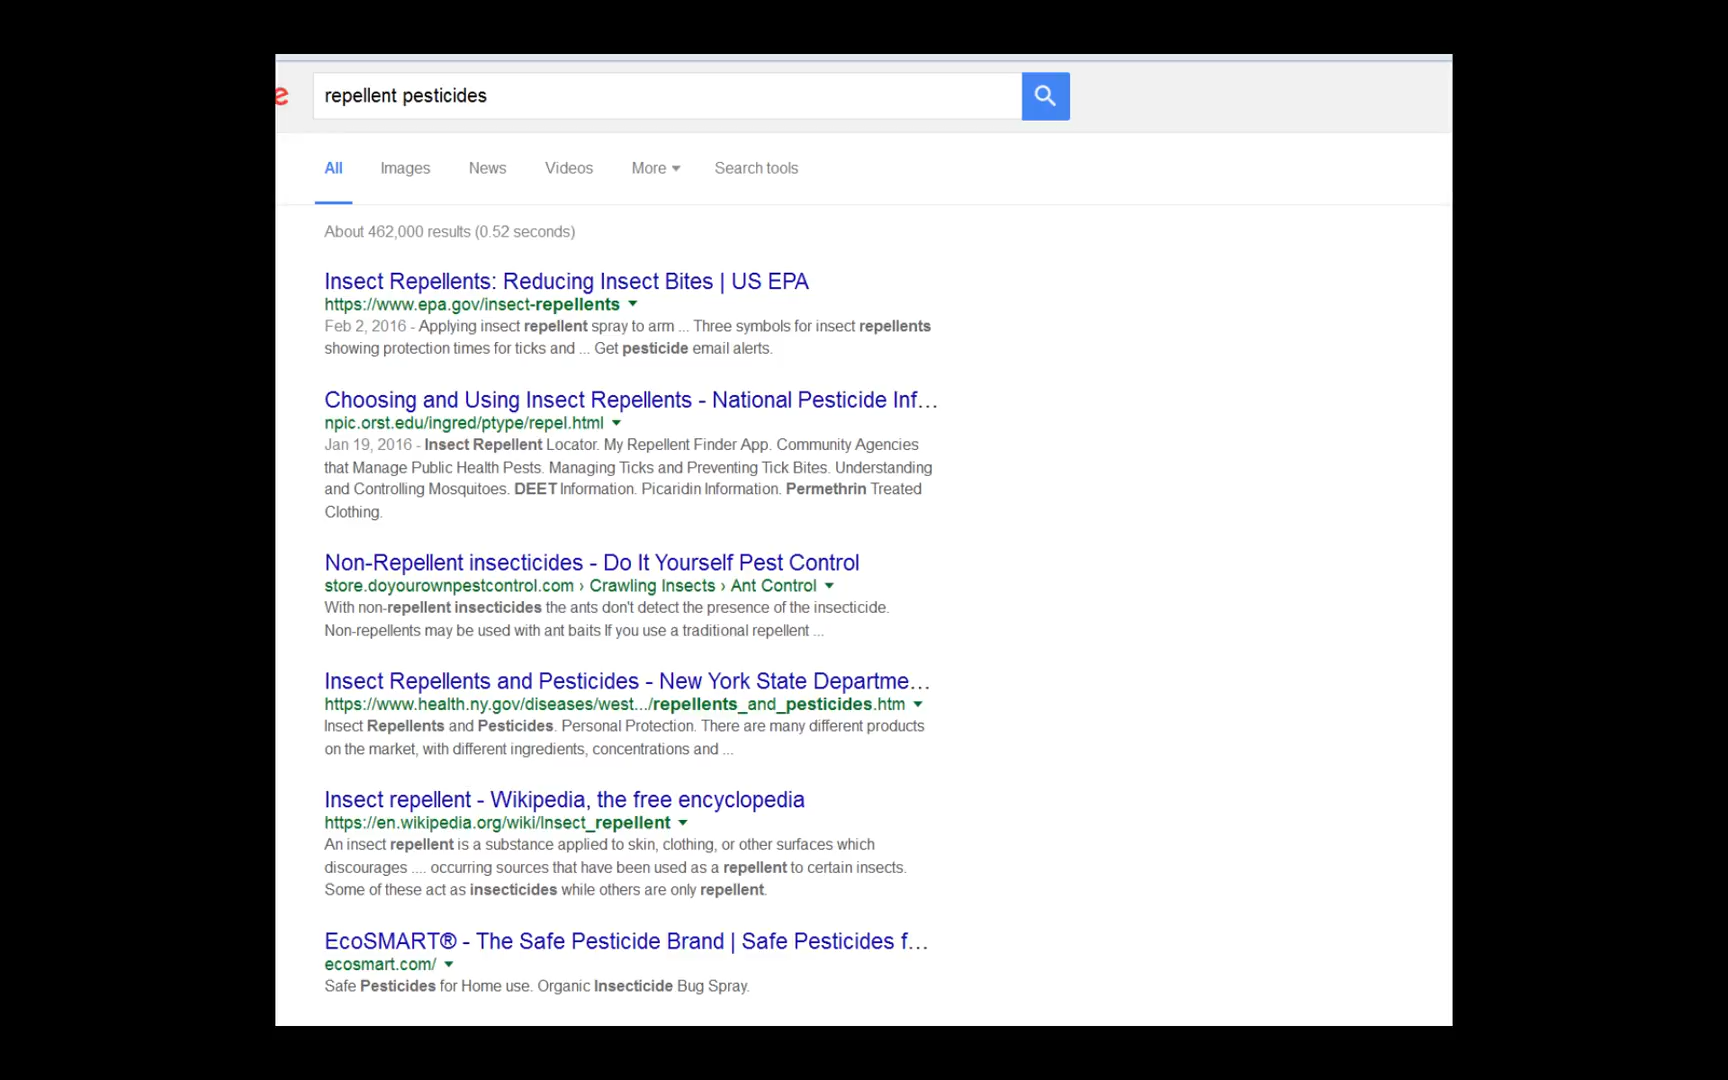 e
repellent pesticides
All Images News Videos More Search tools
About 462,000 results (0.52 seconds)
Insect Repellents: Reducing Insect Bites | US EPA
https://www.epa.gov/insect-repellents
Feb 2, 2016 - Applying insect repellent spray to arm ... Three symbols for insect repellents
showing protection times for ticks and ... Get pesticide email alerts.
Choosing and Using Insect Repellents - National Pesticide Inf...
npic.orst.edu/ingred/ptype/repel.html
Jan 19, 2016 - Insect Repellent Locator. My Repellent Finder App. Community Agencies
that Manage Public Health Pests. Managing Ticks and Preventing Tick Bites. Understanding
and Controlling Mosquitoes. DEET Information. Picaridin Information. Permethrin Treated
Clothing.
Non-Repellent insecticides - Do It Yourself Pest Control
store.doyourownpestcontrol.com › Crawling Insects › Ant Control
With non-repellent insecticides the ants don't detect the presence of the insecticide.
Non-repellents may be used with ant baits If you use a traditional repellent ...
Insect Repellents and Pesticides - New York State Departme...
https://www.health.ny.gov/diseases/west.../repellents_and_pesticides.htm
Insect Repellents and Pesticides. Personal Protection. There are many different products
on the market, with different ingredients, concentrations and ...
Insect repellent - Wikipedia, the free encyclopedia
https://en.wikipedia.org/wiki/Insect_repellent
An insect repellent is a substance applied to skin, clothing, or other surfaces which
discourages .... occurring sources that have been used as a repellent to certain insects.
Some of these act as insecticides while others are only repellent.
EcoSMART® - The Safe Pesticide Brand | Safe Pesticides f...
ecosmart.com/
Safe Pesticides for Home use. Organic Insecticide Bug Spray.